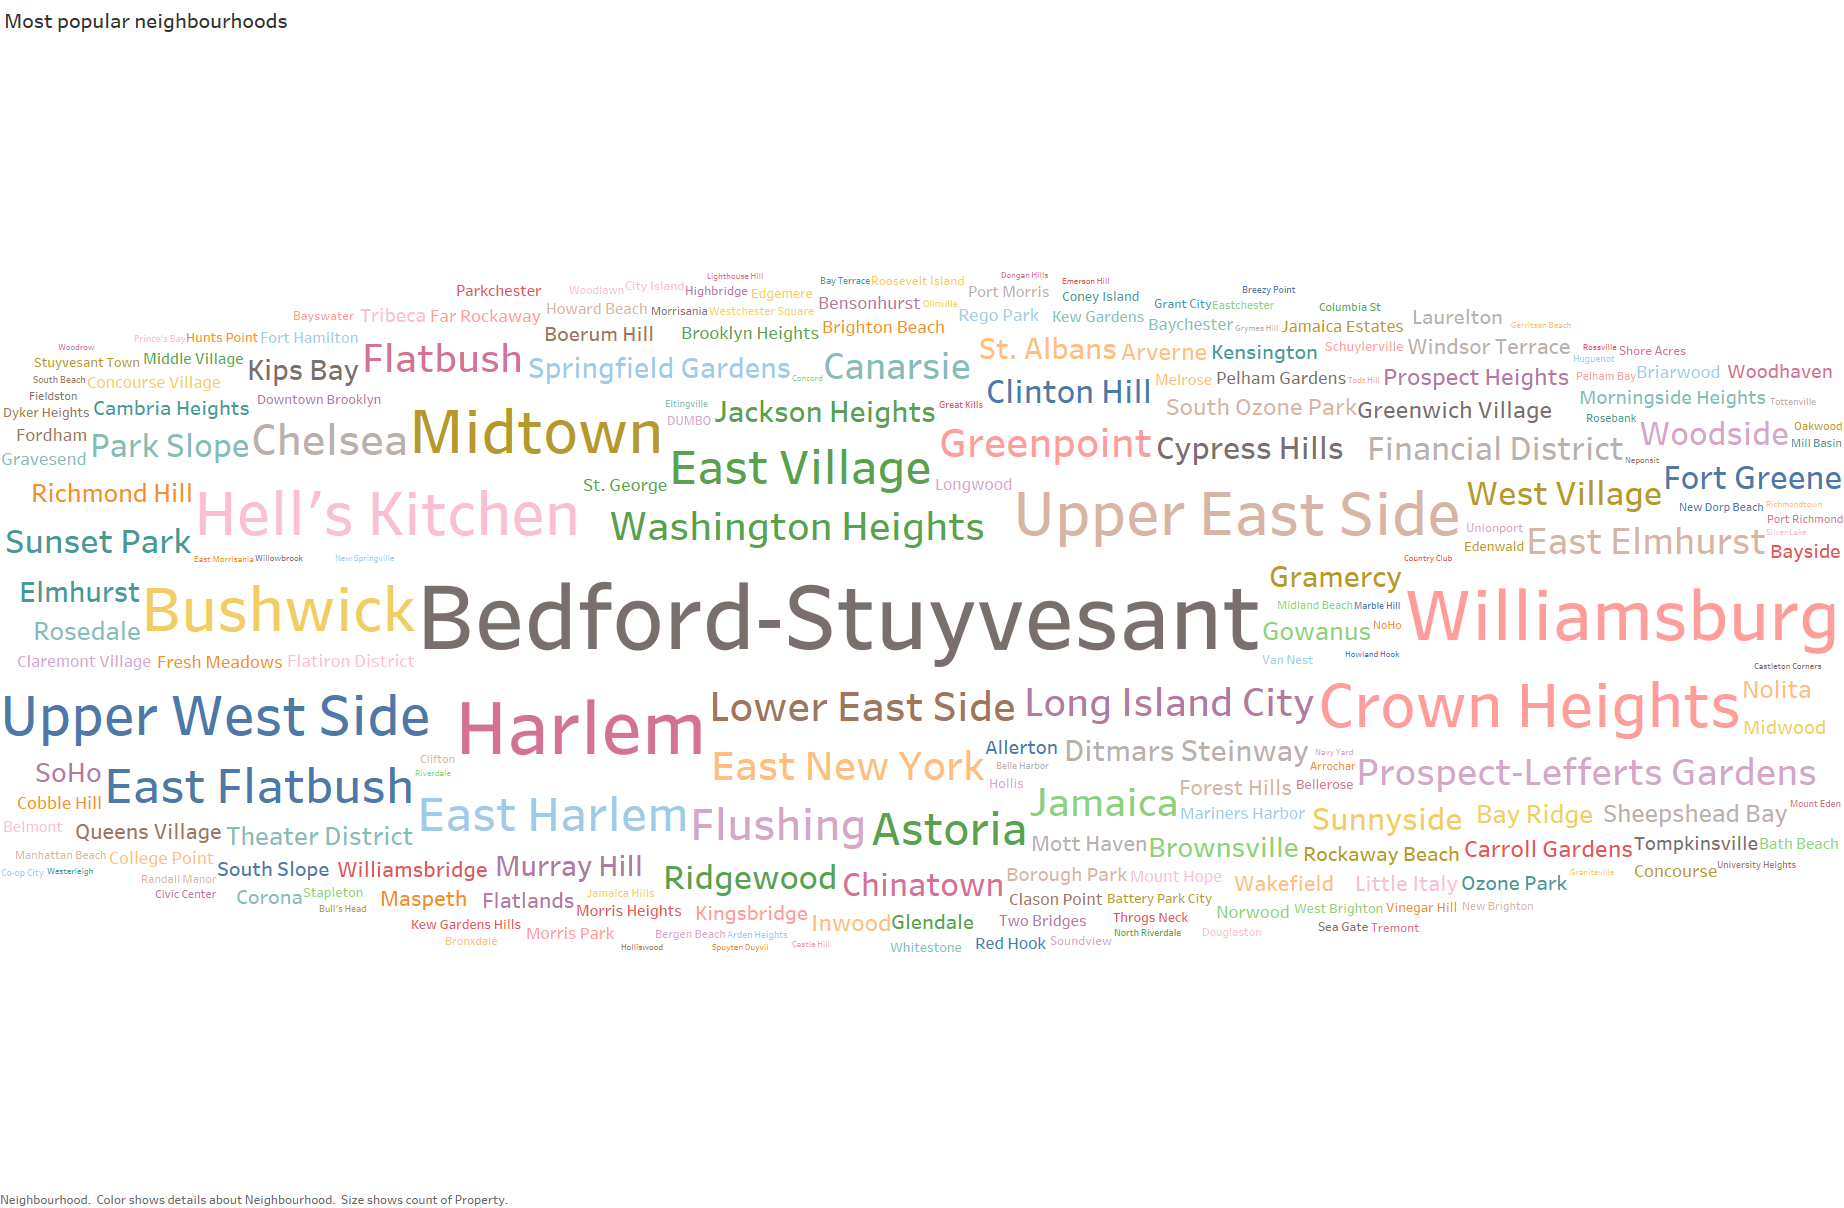 Most popular neighbourhoods
Lighthouse Hill
Dongan Hills
Parkchester
Woodlawn
City Island
Highbridge
Edgemere
Bay Terrace
Roosevelt Island
Port Morris
Emerson Hill
Coney Island
Breezy Point
Bayswater
Tribeca
Far Rockaway
Howard Beach
Morrisania
Westchester Square
Bensonhurst
Olinville
Rego Park
Kew Gardens
Grant City
Eastchester
Columbia St
Laurelton
Gerritsen Beach
Prince's Bay
Hunts Point
Fort Hamilton
Boerum Hill
Brooklyn Heights
Brighton Beach
Baychester
Grymes Hill
Jamaica Estates
Woodrow
Stuyvesant Town
Middle Village
Kips Bay
Flatbush
Springfield Gardens
Concord
Canarsie
St. Albans
Arverne
Kensington
Schuylerville
Windsor Terrace
Rossville
Huguenot
Shore Acres
South Beach
Concourse Village
Clinton Hill
Melrose
Pelham Gardens
Todt Hill
Prospect Heights
Pelham Bay
Briarwood
Woodhaven
Fieldston
Dyker Heights
Cambria Heights
Downtown Brooklyn
Midtown
Eltingville
DUMBO
Jackson Heights
Great Kills
South Ozone Park
Greenwich Village
Morningside Heights
Tottenville
Rosebank
Fordham
Gravesend
Park Slope
Chelsea
Greenpoint
Cypress Hills
Financial District
Woodside
Oakwood
Mill Basin
Neponsit
Richmond Hill
Hell's Kitchen
St. George
East Village
Longwood
Upper East Side
West Village
Fort Greene
New Dorp Beach
Richmondtown
Port Richmond
Sunset Park
Washington Heights
Unionport
Edenwald
East Elmhurst
Silver Lake
Bayside
East Morrisania
Willowbrook
New Springville
Country Club
Elmhurst
Bushwick
Bedford-Stuyvesant
Gramercy
Midland Beach
Marble Hill
Williamsburg
Rosedale
Gowanus
NoHo
Claremont Village
Fresh Meadows
Flatiron District
Van Nest
Howland Hook
Castleton Corners
Upper West Side
Harlem
Lower East Side
Long Island City
Crown Heights
Nolita
Midwood
SoHo
East Flatbush
Clifton
Riverdale
East New York
Allerton
Belle Harbor
Hollis
Ditmars Steinway
Navy Yard
Arrochar
Bellerose
Prospect-Lefferts Gardens
Cobble Hill
East Harlem
Flushing
Astoria
Jamaica
Forest Hills
Mariners Harbor
Sunnyside
Bay Ridge
Sheepshead Bay
Mount Eden
Belmont
Queens Village
Theater District
Mott Haven
Brownsville
Rockaway Beach
Carroll Gardens
Tompkinsville
Bath Beach
Manhattan Beach
College Point
Co-op City
Westerleigh
South Slope
Williamsbridge
Murray Hill
Ridgewood
Chinatown
Borough Park
Mount Hope
Wakefield
Little Italy
Ozone Park
Graniteville
Concourse
University Heights
Randall Manor
Civic Center
Corona
Stapleton
Bull's Head
Maspeth
Flatlands
Jamaica Hills
Morris Heights
Kingsbridge
Inwood
Glendale
Clason Point
Battery Park City
Two Bridges
Throgs Neck
Norwood
West Brighton
Vinegar Hill
New Brighton
Kew Gardens Hills
Bronxdale
Morris Park
Bergen Beach
Arden Heights
Holliswood
Spuyten Duyvil
Castle Hill
Whitestone
Red Hook
Soundview
North Riverdale
Douglaston
Sea Gate
Tremont
Neighbourhood. Color shows details about Neighbourhood. Size shows count of Property.